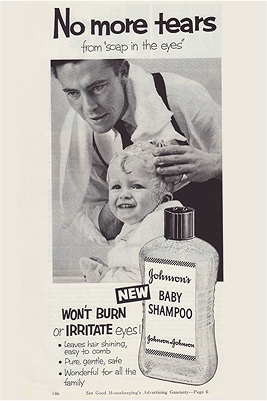 No more tears
from 'soap in the eyes'
NEW
WON'T BURN
or IRRITATE eyes!
• Leaves hair shining,
easy to comb
• Pure, gentle, safe
• Wonderful for all the
family
Johnson's
BABY
SHAMPOO
Johnson & Johnson
146
See Good Housekeeping's Advertising Guaranty—Page 6